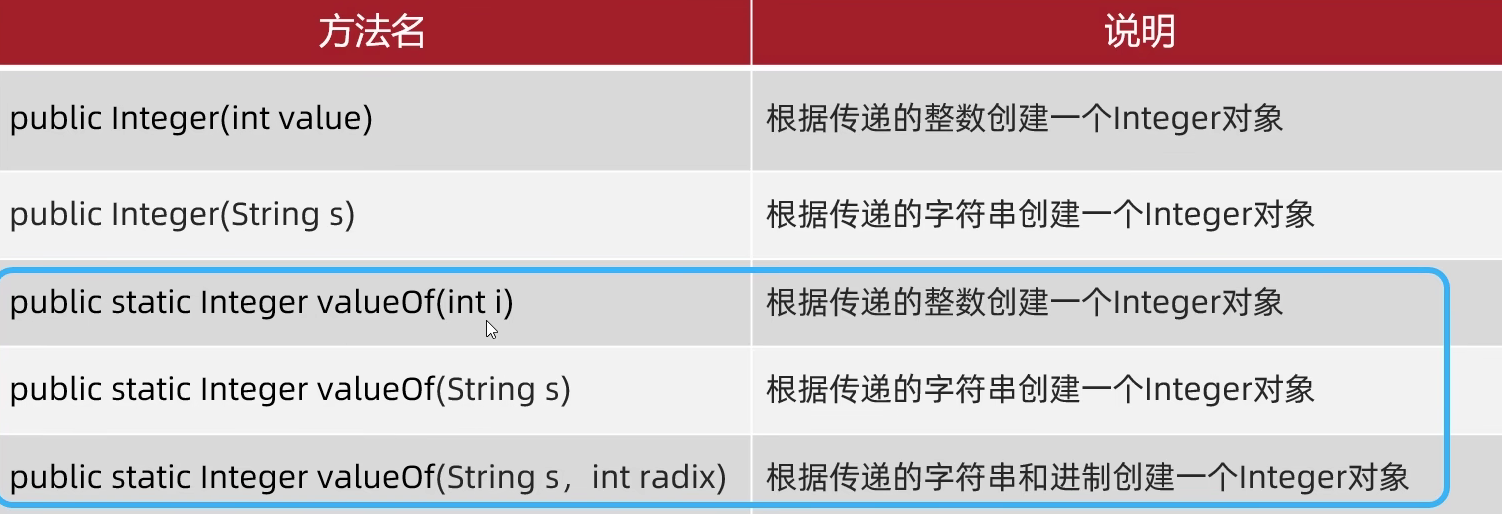 方法名 说明
public Integer(int value) 根据传递的整数创建一个Integer对象
public Integer(String s) 根据传递的字符串创建一个Integer对象
public static Integer valueOf(int i) 根据传递的整数创建一个Integer对象
public static Integer valueOf(String s) 根据传递的字符串创建一个Integer对象
public static Integer valueOf(String s，int radix) 根据传递的字符串和进制创建一个Integer对象